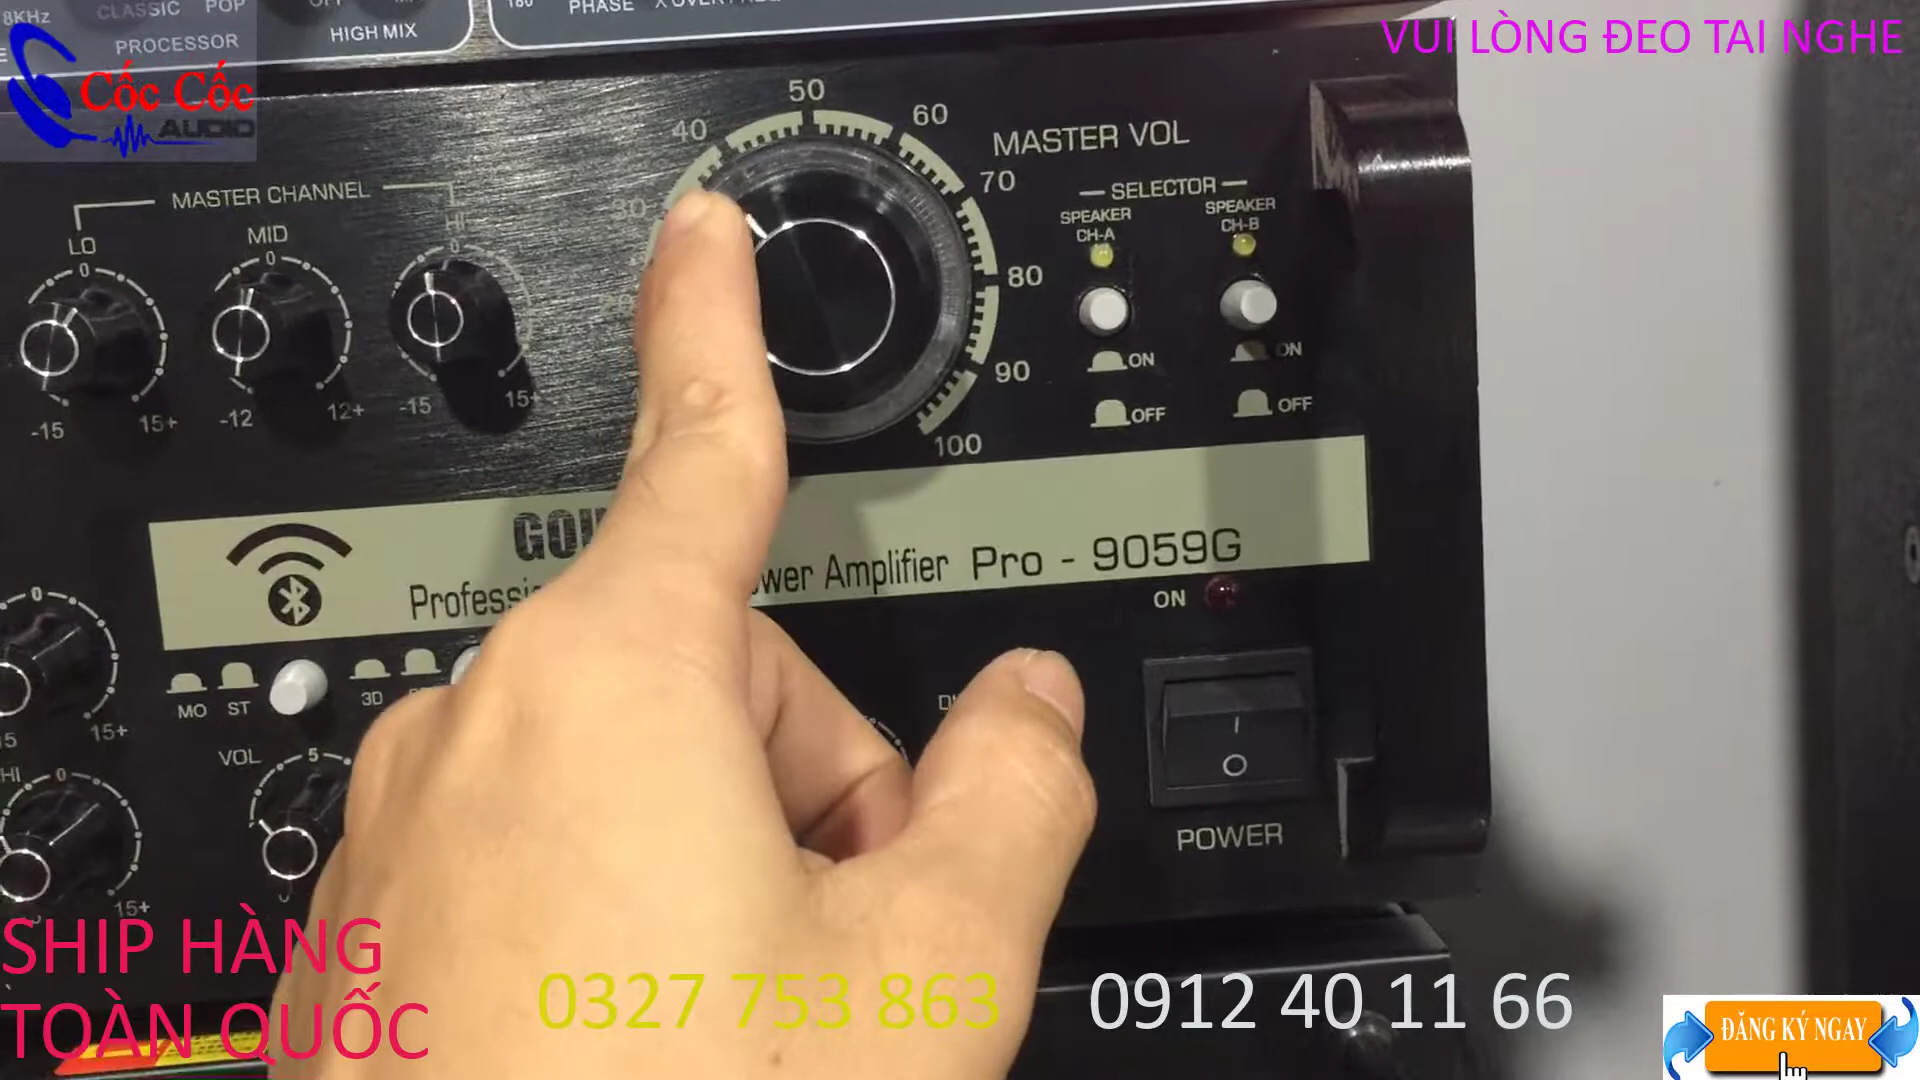 8KHz CLASSIC POP
PROCESSOR
HIGH MIX
180 PHASE
VUI LÒNG ĐEO TAI NGHE
Cốc Cốc
AUDIO
MASTER CHANNEL
LO
MID
HI
0
0
0
-15 15+
-12 12+
-15 15+
30
40
50
60
70
80
90
100
MASTER VOL
SELECTOR
SPEAKER CH-A
SPEAKER CH-B
ON
OFF
ON
OFF
Amplifier Pro - 9059G
ON
0
15+
MO ST
3D
VOL
5
HI 0
15+
I
O
POWER
SHIP HÀNG
TOÀN QUỐC
0327 753 863
0912 40 11 66
ĐĂNG KÝ NGAY